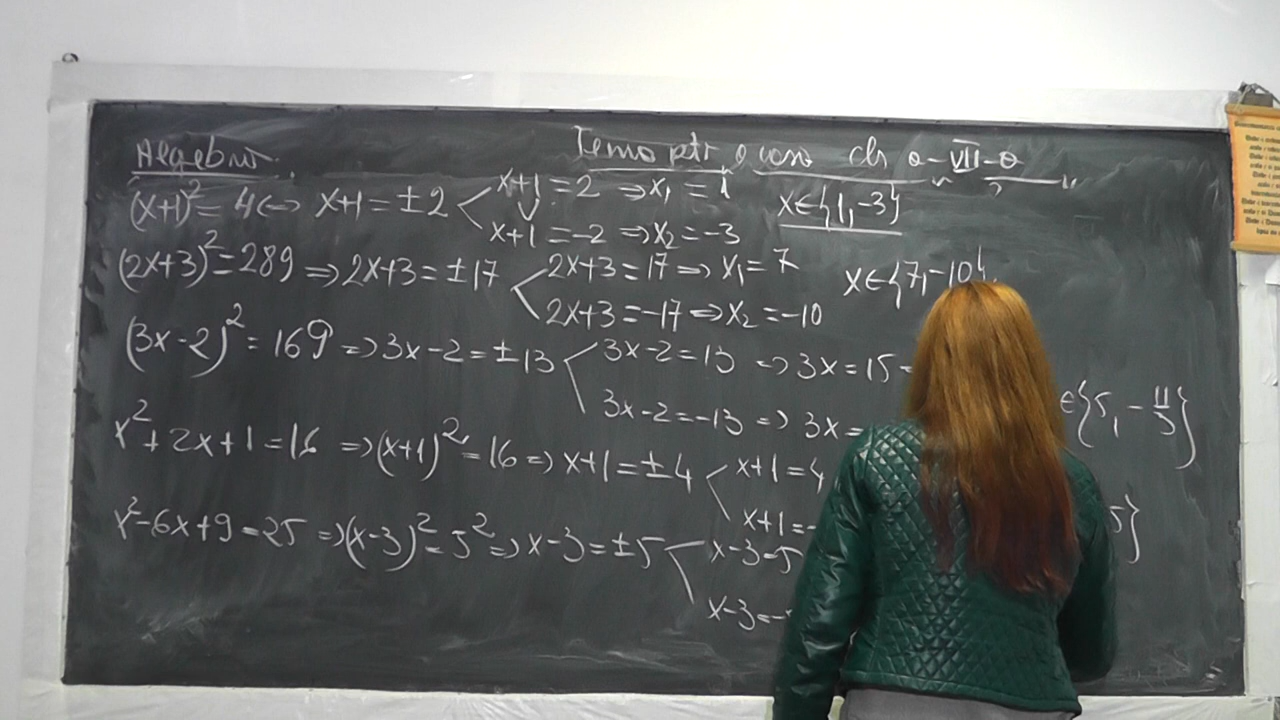 Algebră
Temă ptr acasă cls a-VII-a
(x+1)² = 4 <=> x+1 = ±2
x+1 = 2 => x₁ = 1
x+1 = -2 => x₂ = -3
x∈{1,-3}
(2x+3)² = 289 => 2x+3 = ±17
2x+3 = 17 => x₁ = 7
2x+3 = -17 => x₂ = -10
x∈{7,-10}
(3x-2)² = 169 => 3x-2 = ±13
3x-2 = 13 => 3x = 15
3x-2 = -13 => 3x =
∈{5, -11/3}
x²+2x+1 = 16 => (x+1)² = 16 => x+1 = ±4
x+1 = 4
x+1 = -
5}
x²-6x+9 = 25 => (x-3)² = 5² => x-3 = ±5
x-3 = 5
x-3 = -